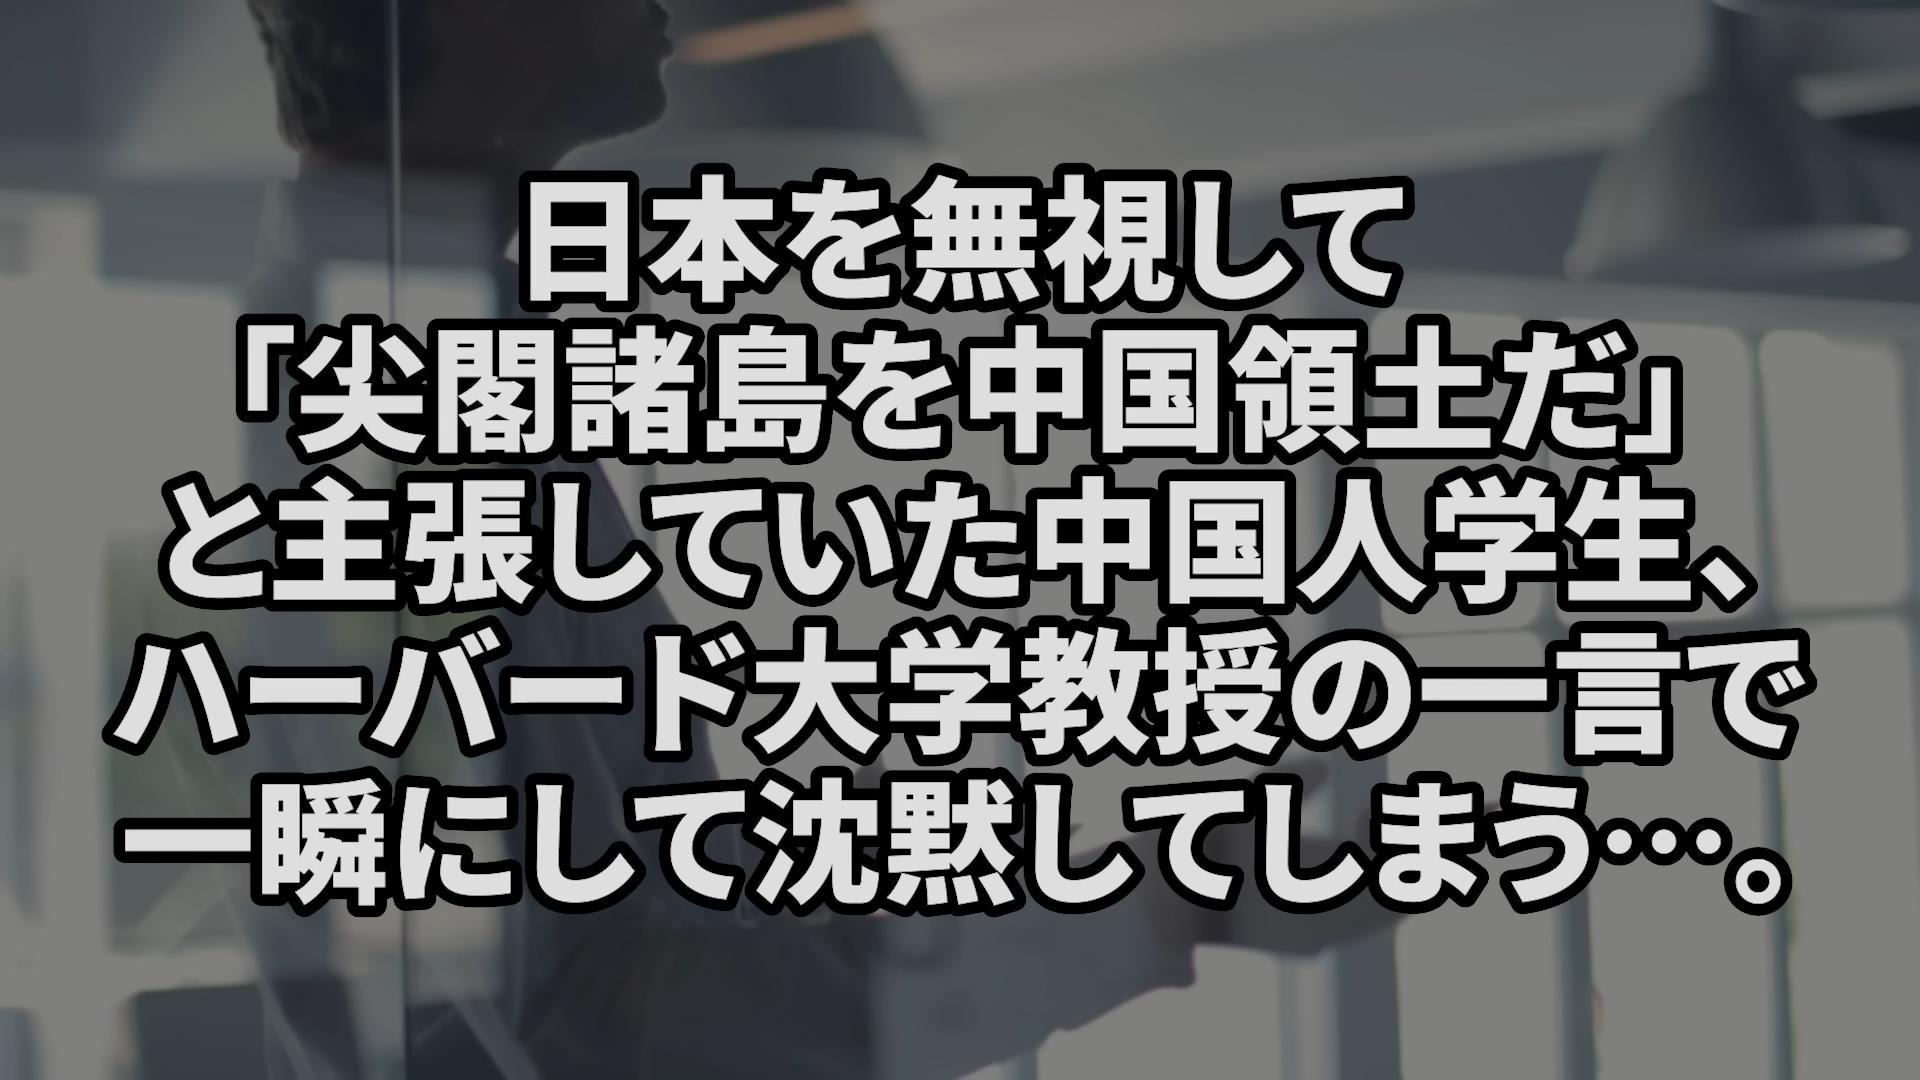 日本を無視して
「尖閣諸島を中国領土だ」
と主張していた中国人学生、
ハーバード大学教授の一言で
一瞬にして沈黙してしまう…。